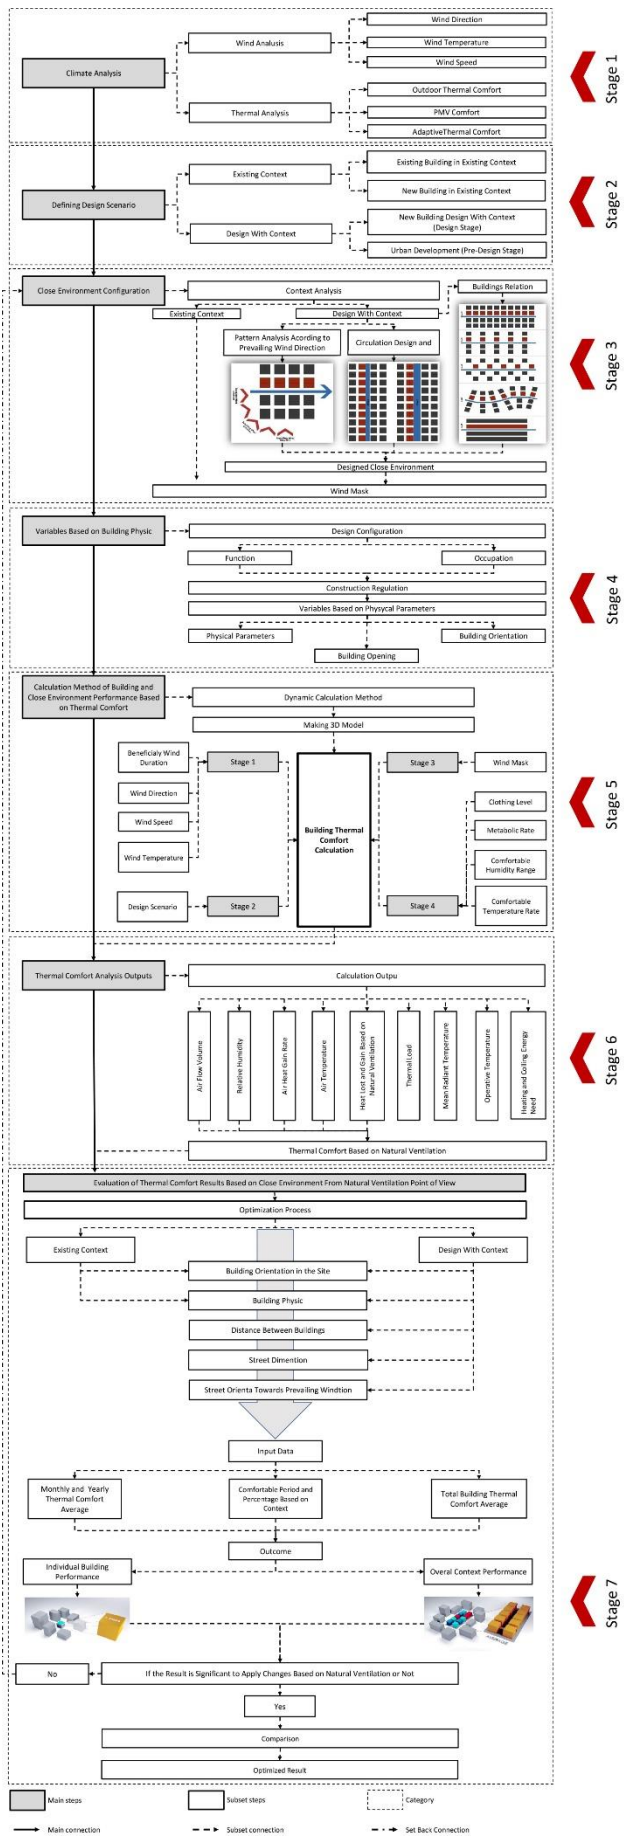 Climate Analysis
Wind Analusis
Wind Direction
Wind Temperature
Wind Speed
Thermal Analysis
Outdoor Thermal Comfort
PMV Comfort
AdaptiveThermal Comfort
Stage 1
Defining Design Scenario
Existing Context
Existing Building in Existing Context
New Building in Existing Context
Design With Context
New Building Design With Context
(Design Stage)
Urban Development (Pre-Design Stage)
Stage 2
Close Environment Configuration
Context Analysis
Buildings Relation
Existing Context
Design With Context
Pattern Analysis Acording to
Prevailing Wind Direction
Circulation Design and
Designed Close Environment
Wind Mask
Stage 3
Variables Based on Building Physic
Design Configuration
Function
Occupation
Construction Regulation
Variables Based on Physycal Parameters
Physical Parameters
Building Orientation
Building Opening
Stage 4
Calculation Method of Building and
Close Environment Performance Based
on Thermal Comfort
Dynamic Calculation Method
Making 3D Model
Beneficialy Wind
Duration
Wind Direction
Wind Speed
Wind Temperature
Design Scenario
Stage 1
Stage 2
Building Thermal
Comfort
Calculation
Stage 3
Stage 4
Wind Mask
Clothing Level
Metabolic Rate
Comfortable
Humidity Range
Comfortable
Temperature Rate
Stage 5
Thermal Comfort Analysis Outputs
Calculation Outpu
Air Flow Volume
Relative Humidity
Air Heat Gain Rate
Air Temperature
Heat Lost and Gain Based on
Natural Ventilation
Thermal Load
Mean Radiant Temperature
Operative Temperature
Heating and Colling Energy
Need
Thermal Comfort Based on Natural Ventilation
Stage 6
Evaluation of Thermal Comfort Results Based on Close Environment From Natural Ventilation Point of View
Optimization Process
Existing Context
Design With Context
Building Orientation in the Site
Building Physic
Distance Between Buildings
Street Dimention
Street Orienta Towards Prevailing Windtion
Input Data
Monthly and Yearly
Thermal Comfort
Average
Comfortable Period and
Percentage Based on
Context
Total Building Thermal
Comfort Average
Outcome
Individual Building
Performance
Overal Context Performance
No
If the Result is Significant to Apply Changes Based on Natural Ventilation or Not
Yes
Comparison
Optimized Result
Stage 7
Main steps
Subset steps
Category
Main connection
Subset connection
Set Back Connection